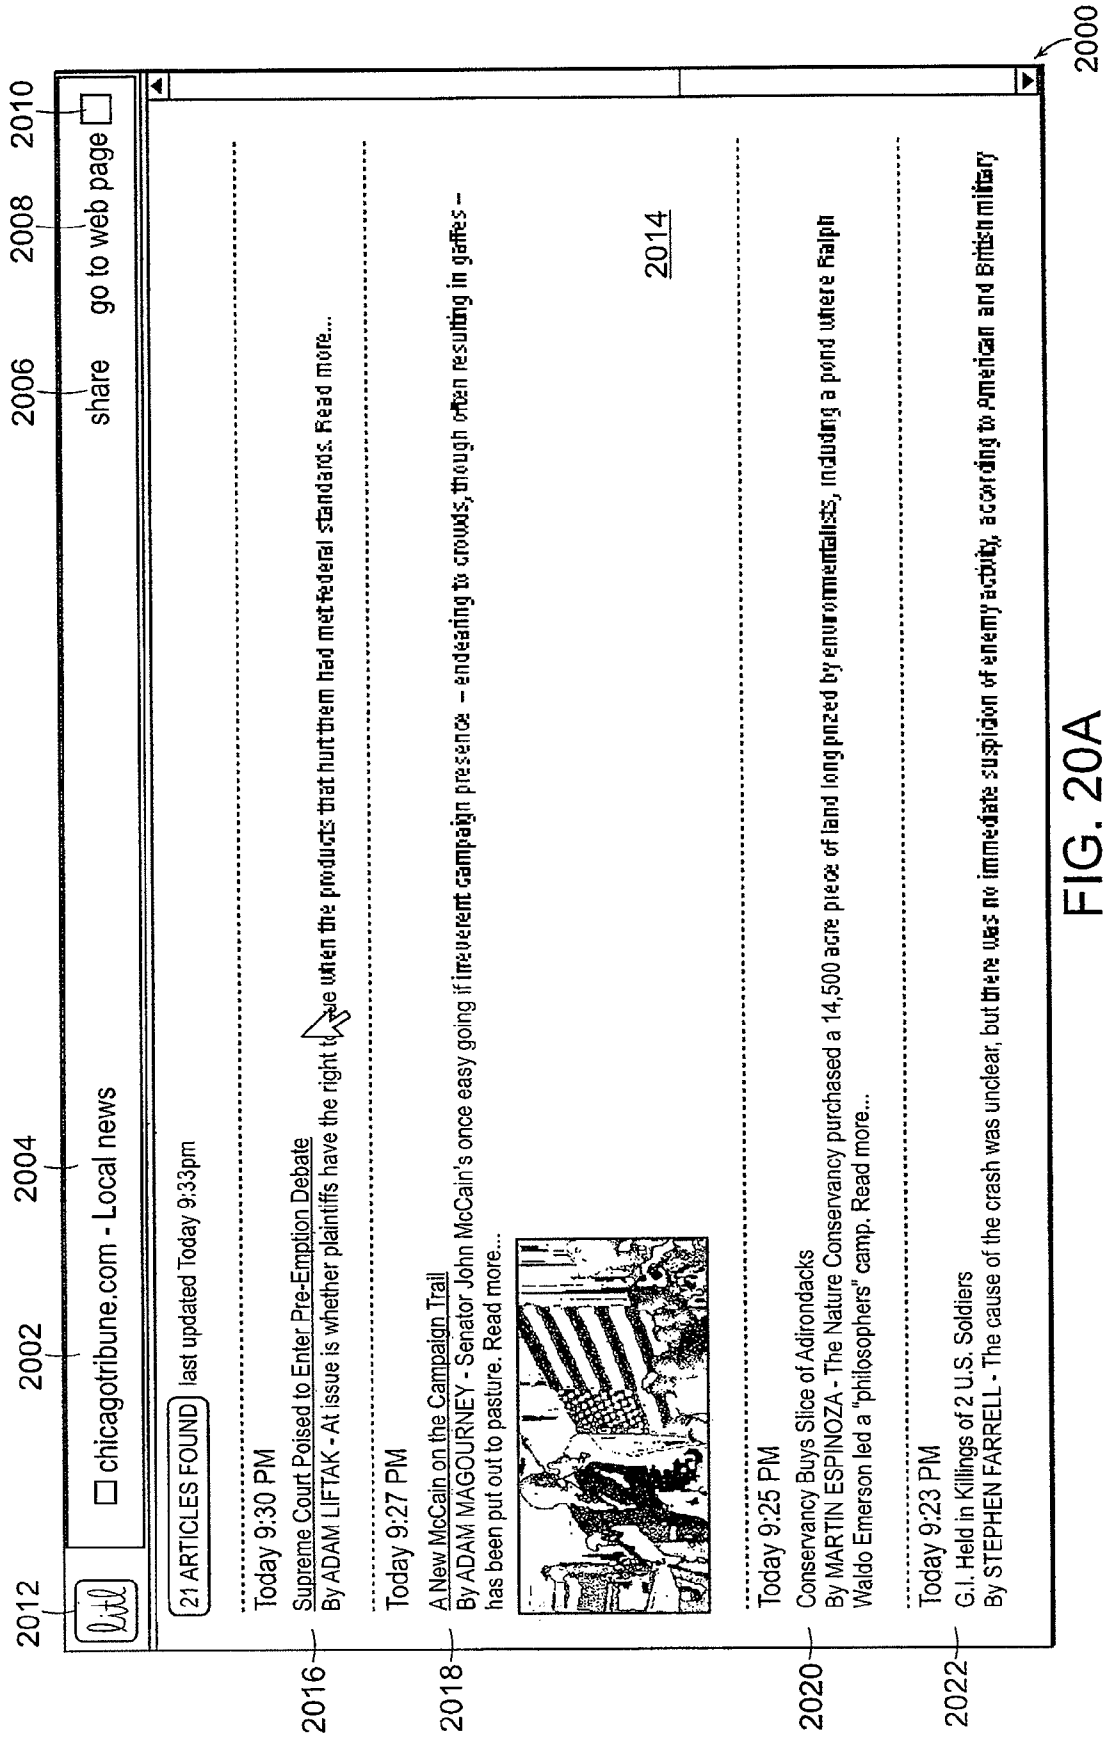 2012 2002 2004 2006 2008 2010
litl
chicagotribune.com - Local news share go to web page
21 ARTICLES FOUND last updated Today 9:33pm
Today 9:30 PM
2016
Supreme Court Poised to Enter Pre-Emption Debate
By ADAM LIFTAK - At issue is whether plaintiffs have the right to sue when the products that hurt them had met federal standards. Read more...
Today 9:27 PM
2018
A New McCain on the Campaign Trail
By ADAM MAGOURNEY - Senator John McCain's once easy going if irreverent campaign presence – endearing to crowds, though often resulting in gaffes –
has been put out to pasture. Read more...
2014
Today 9:25 PM
2020
Conservancy Buys Slice of Adirondacks
By MARTIN ESPINOZA - The Nature Conservancy purchased a 14,500 acre piece of land long prized by environmentalists, including a pond where Ralph
Waldo Emerson led a "philosophers" camp. Read more...
Today 9:23 PM
2022
G.I. Held in Killings of 2 U.S. Soldiers
By STEPHEN FARRELL - The cause of the crash was unclear, but there was no immediate suspicion of enemy activity, according to American and British military
2000
FIG. 20A